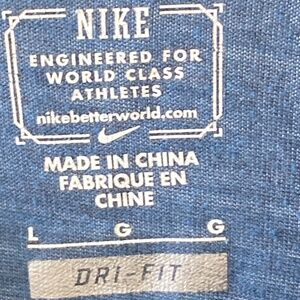 NIKE
ENGINEERED FOR
WORLD CLASS
ATHLETES
nikebetterworld.com
MADE IN CHINA
FABRIQUE EN
CHINE
L G G
DRI-FIT